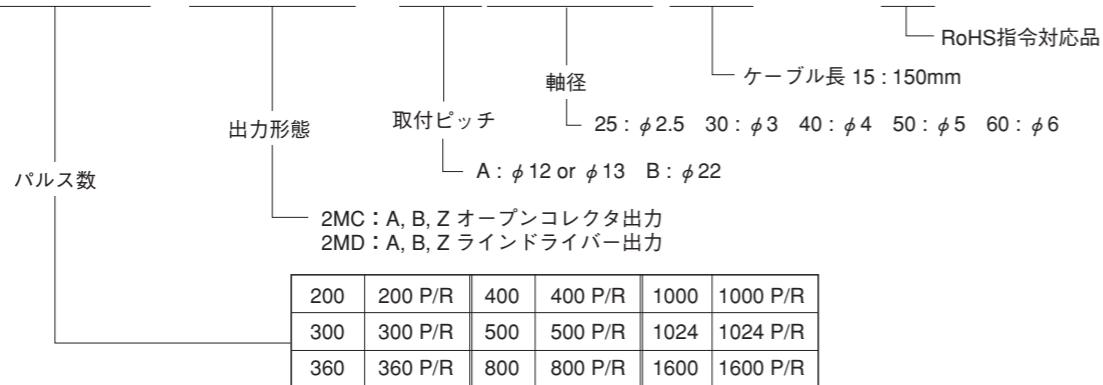 RoHS指令対応品
ケーブル長 15 : 150mm
軸径
25 : φ2.5 30 : φ3 40 : φ4 50 : φ5 60 : φ6
取付ピッチ
A : φ12 or φ13 B : φ22
出力形態
2MC：A, B, Z オープンコレクタ出力
2MD：A, B, Z ラインドライバー出力
パルス数
200 200 P/R 400 400 P/R 1000 1000 P/R
300 300 P/R 500 500 P/R 1024 1024 P/R
360 360 P/R 800 800 P/R 1600 1600 P/R